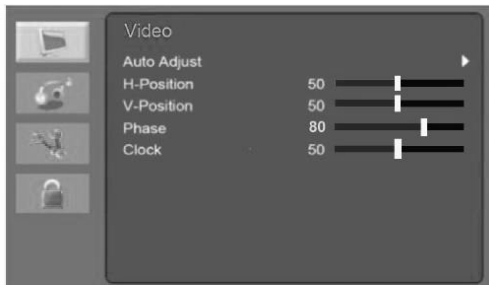 Video
Auto Adjust
H-Position 50
V-Position 50
Phase 80
Clock 50